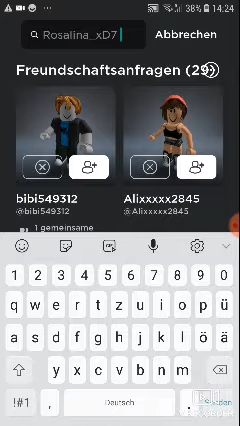 38% 14:24
Rosalina_xD7 Abbrechen
Freundschaftsanfragen (29)
bibi549312 Alixxxxx2845
@bibi549312 @Alixxxxx2845
1 gemeinsame
1 2 3 4 5 6 7 8 9 0
q w e r t z u i o p ü
a s d f g h j k l ö ä
y x c v b n m
!#1 , Deutsch .